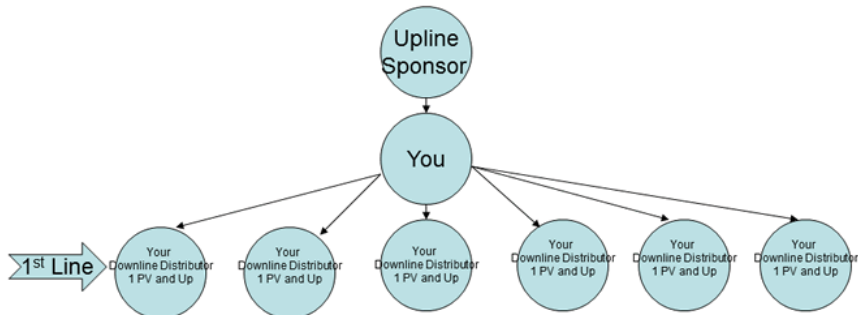 Upline
Sponsor
You
1st Line
Your
Downline Distributor
1 PV and Up
Your
Downline Distributor
1 PV and Up
Your
Downline Distributor
1 PV and Up
Your
Downline Distributor
1 PV and Up
Your
Downline Distributor
1 PV and Up
Your
Downline Distributor
1 PV and Up